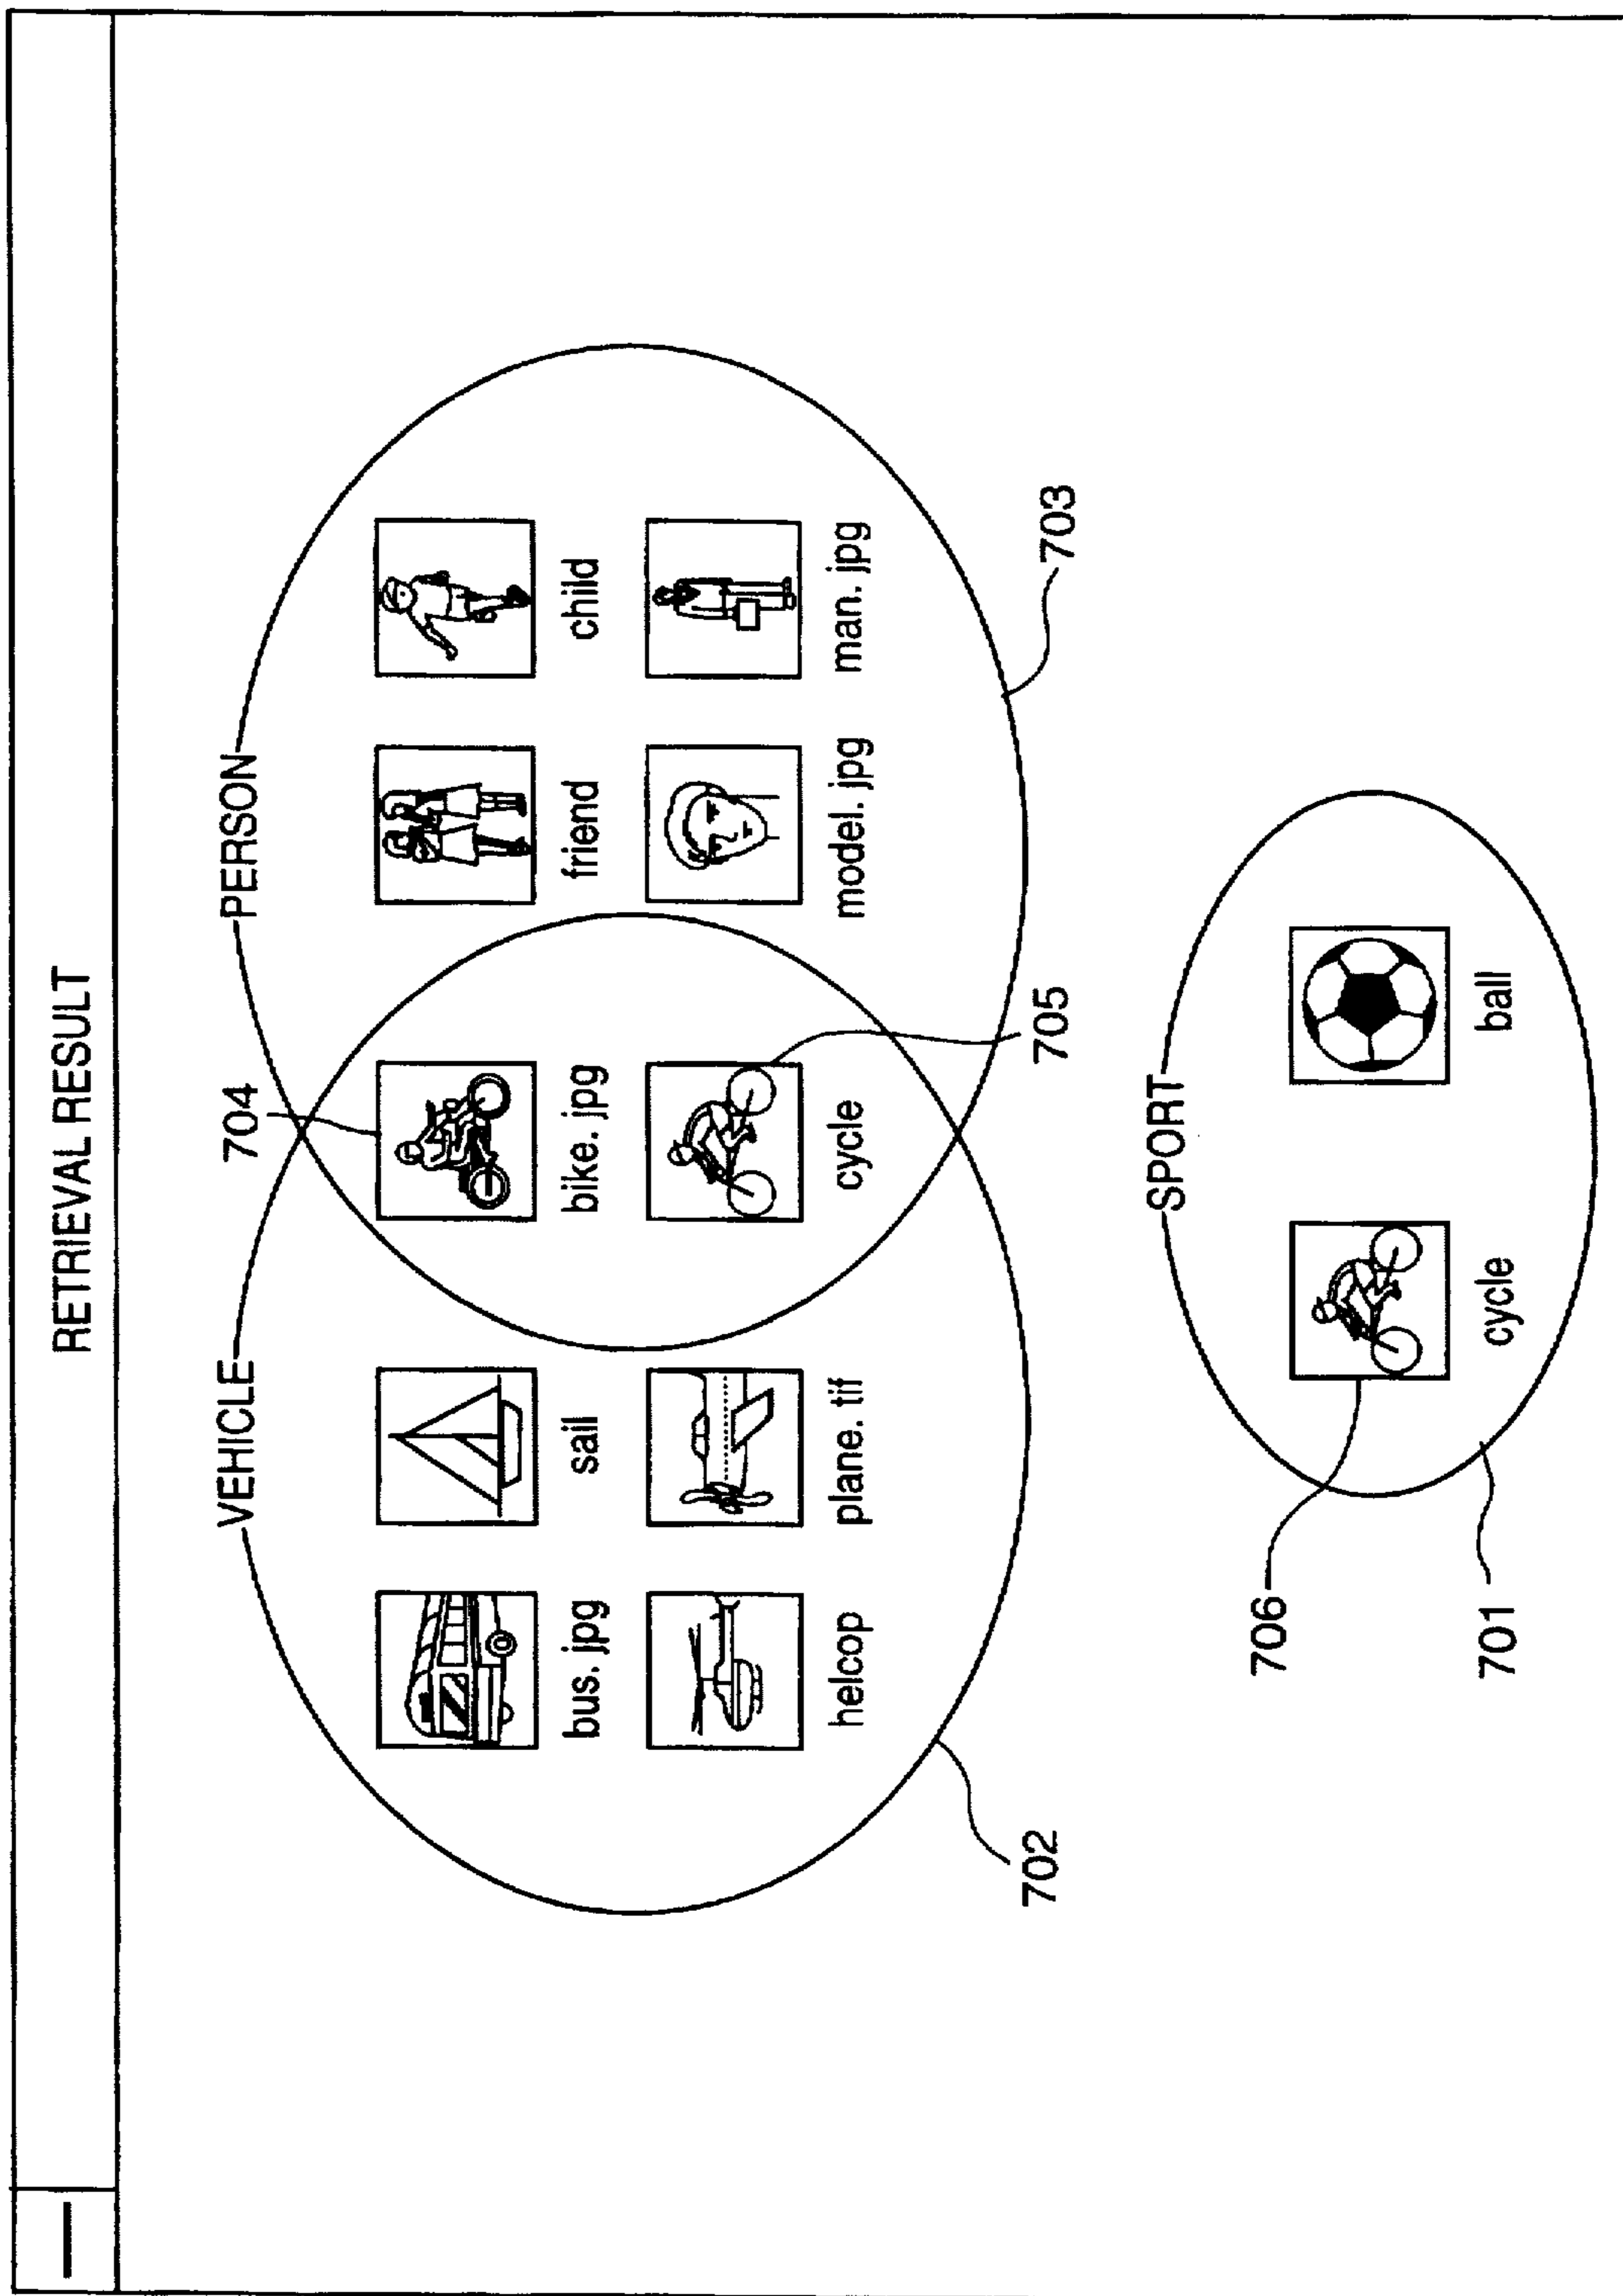 RETRIEVAL RESULT
VEHICLE
PERSON
704
bus. jpg
sail
bike. jpg
friend
child
helcop
plane. tif
cycle
model. jpg
man. jpg
702
705
703
SPORT
706
cycle
ball
701